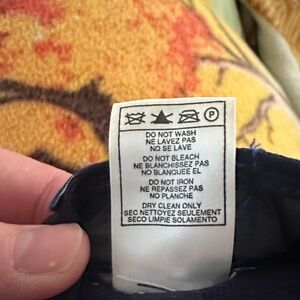 P
DO NOT WASH
NE LAVEZ PAS
NO SE LAVE
DO NOT BLEACH
NE BLANCHISSEZ PAS
NO BLANQUEE EL
DO NOT IRON
NE REPASSEZ PAS
NO PLANCHE
DRY CLEAN ONLY
SEC NETTOYEZ SEULEMENT
SECO LIMPIE SOLAMENTO